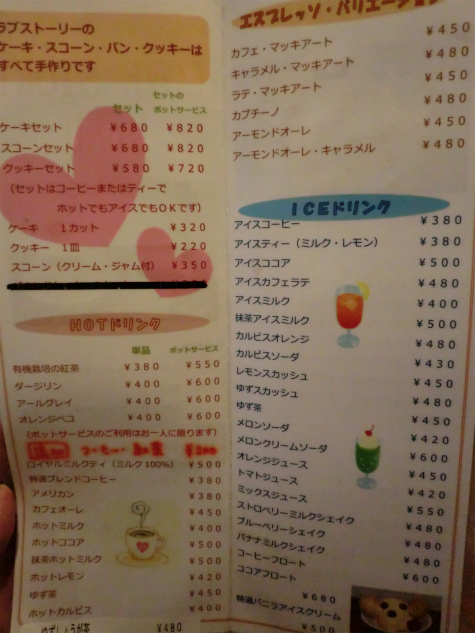 ラブストーリーの
ケーキ・スコーン・パン・クッキーは
すべて手作りです
セット
セットの
ポットサービス
ケーキセット ¥680 ¥820
スコーンセット ¥680 ¥820
クッキーセット ¥580 ¥720
(セットはコーヒーまたはティーで
ホットでもアイスでもOKです)
ケーキ 1カット ¥320
クッキー 1皿 ¥220
スコーン(クリーム・ジャム付) ¥350
HOTドリンク
単品 ポットサービス
有機栽培の紅茶 ¥380 ¥550
ダージリン ¥400 ¥600
アールグレイ ¥400 ¥600
オレンジペコ ¥400 ¥600
(ポットサービスのご利用はお一人に限ります)
ロイヤルミルクティ(ミルク100%) ¥500
特選ブレンドコーヒー ¥380
アメリカン ¥380
カフェオーレ ¥450
ホットミルク ¥400
ホットココア ¥500
抹茶ホットミルク ¥500
ホットレモン ¥420
ゆず茶 ¥450
ホットカルピス ¥400
ゆずしょうが茶 ¥480
エスプレッソ・バリエーション
カフェ・マッキアート ¥450
キャラメル・マッキアート ¥480
ラテ・マッキアート ¥450
カプチーノ ¥480
アーモンドオーレ ¥450
アーモンドオーレ・キャラメル ¥480
ICEドリンク
アイスコーヒー ¥380
アイスティー(ミルク・レモン) ¥380
アイスココア ¥500
アイスカフェラテ ¥480
アイスミルク ¥400
抹茶アイスミルク ¥500
カルピスオレンジ ¥480
カルピスソーダ ¥430
レモンスカッシュ ¥450
ゆずスカッシュ ¥480
ゆず茶 ¥450
メロンソーダ ¥420
メロンクリームソーダ ¥600
オレンジジュース ¥450
トマトジュース ¥420
ミックスジュース ¥550
ストロベリーミルクシェイク ¥480
ブルーベリーシェイク ¥480
バナナミルクシェイク ¥480
コーヒーフロート ¥600
ココアフロート ¥680
特選バニラアイスクリーム ¥500